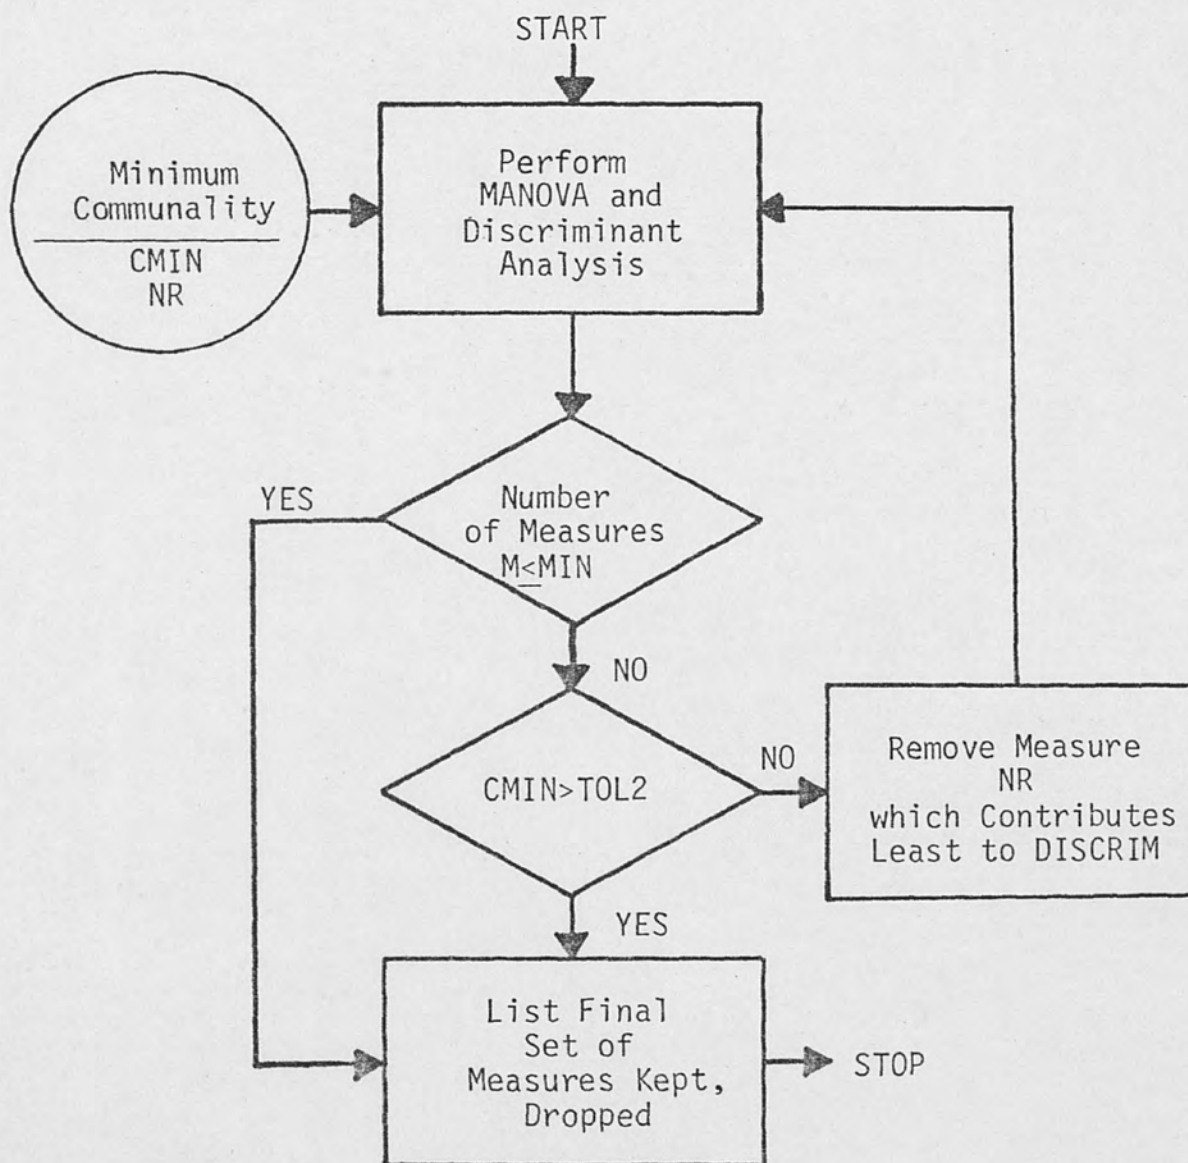 START
Minimum
Communality
CMIN
NR
Perform
MANOVA and
Discriminant
Analysis
YES
Number
of Measures
M≤MIN
NO
CMIN>TOL2
NO
Remove Measure
NR
which Contributes
Least to DISCRIM
YES
List Final
Set of
Measures Kept,
Dropped
STOP